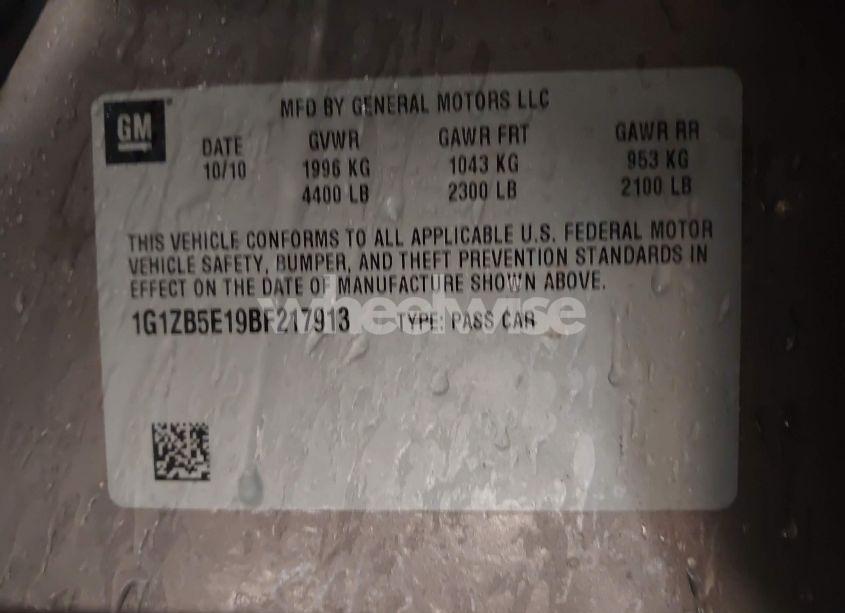 GM
MFD BY GENERAL MOTORS LLC
DATE GVWR GAWR FRT GAWR RR
10/10 1996 KG 1043 KG 953 KG
4400 LB 2300 LB 2100 LB
THIS VEHICLE CONFORMS TO ALL APPLICABLE U.S. FEDERAL MOTOR
VEHICLE SAFETY, BUMPER, AND THEFT PREVENTION STANDARDS IN
EFFECT ON THE DATE OF MANUFACTURE SHOWN ABOVE.
wheelwise
1G1ZB5E19BF217913 TYPE: PASS CAR